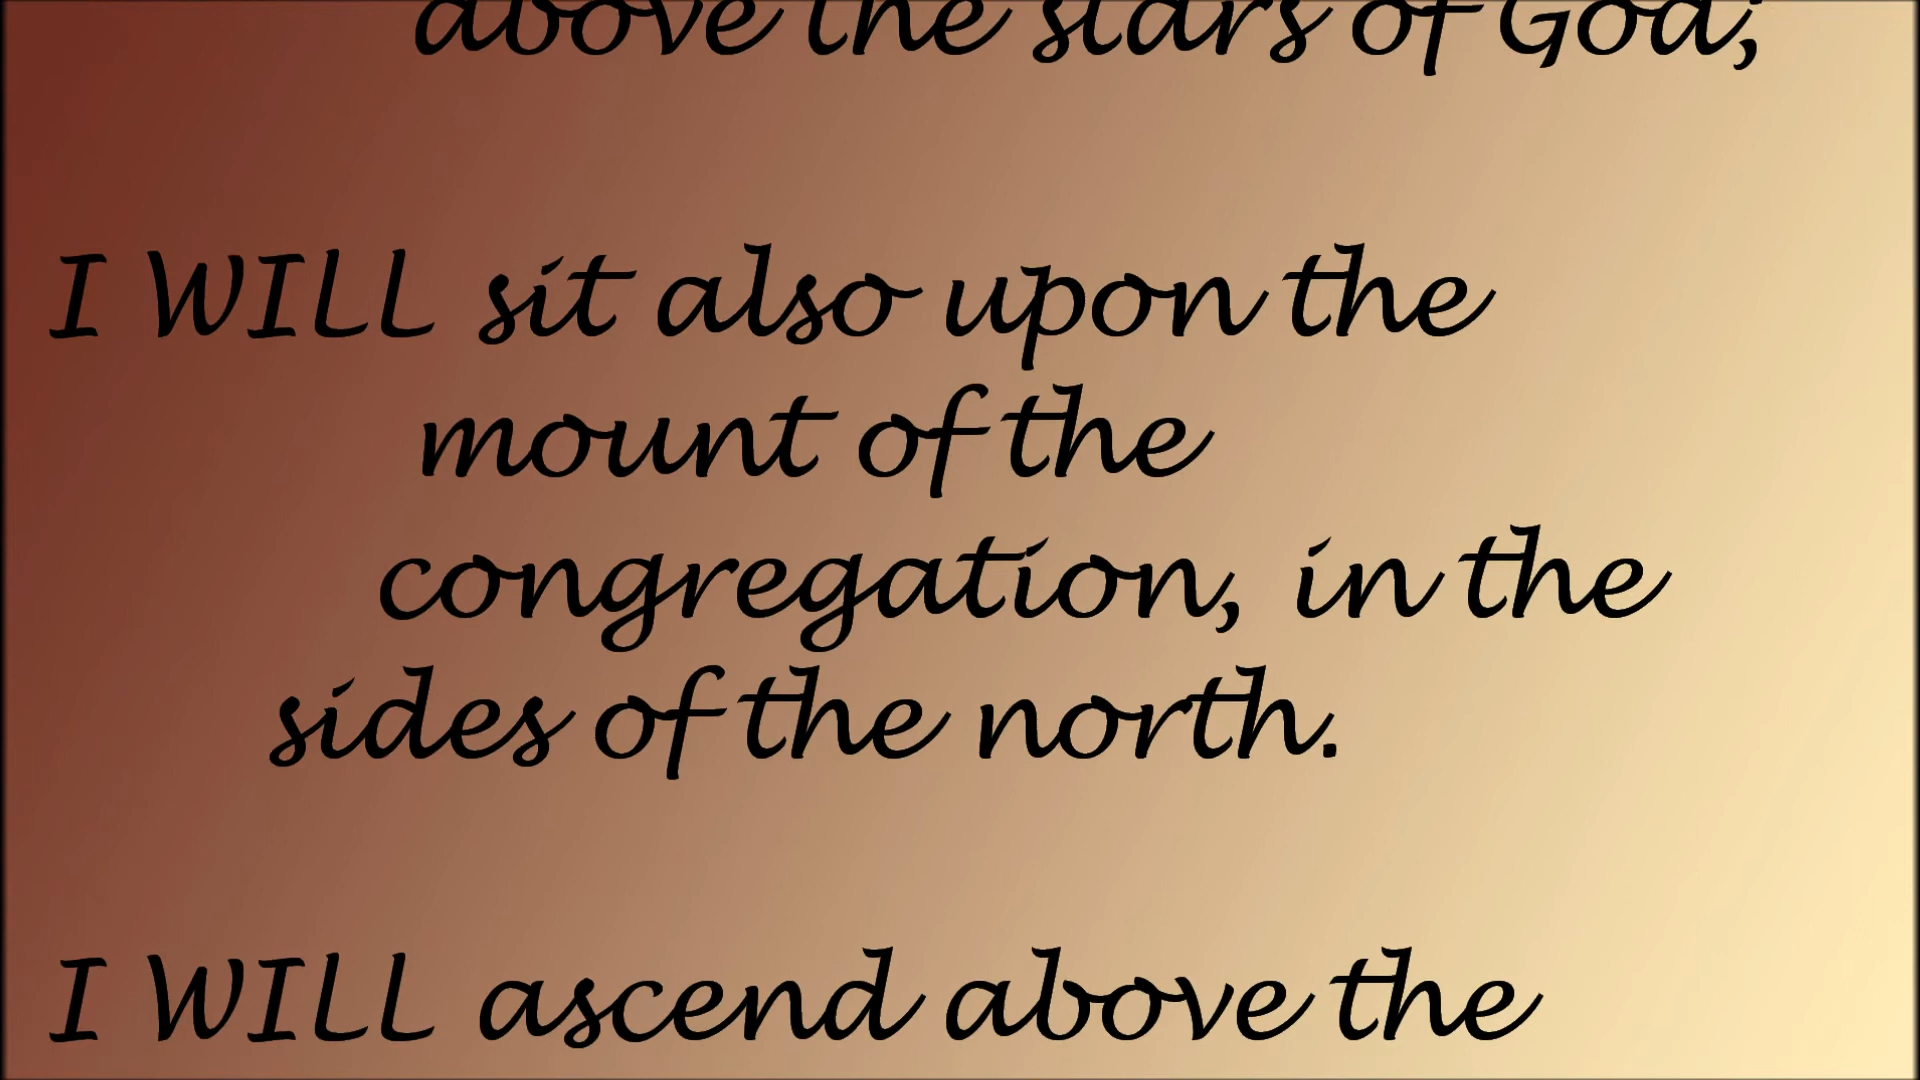 above the stars of God;
I WILL sit also upon the
mount of the
congregation, in the
sides of the north.
I WILL ascend above the